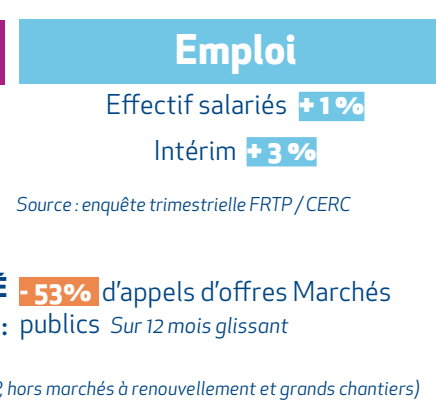 Emploi
Effectif salariés +1%
Intérim +3%
Source : enquête trimestrielle FRTP / CERC
É -53% d'appels d'offres Marchés
: publics Sur 12 mois glissant
, hors marchés à renouvellement et grands chantiers)